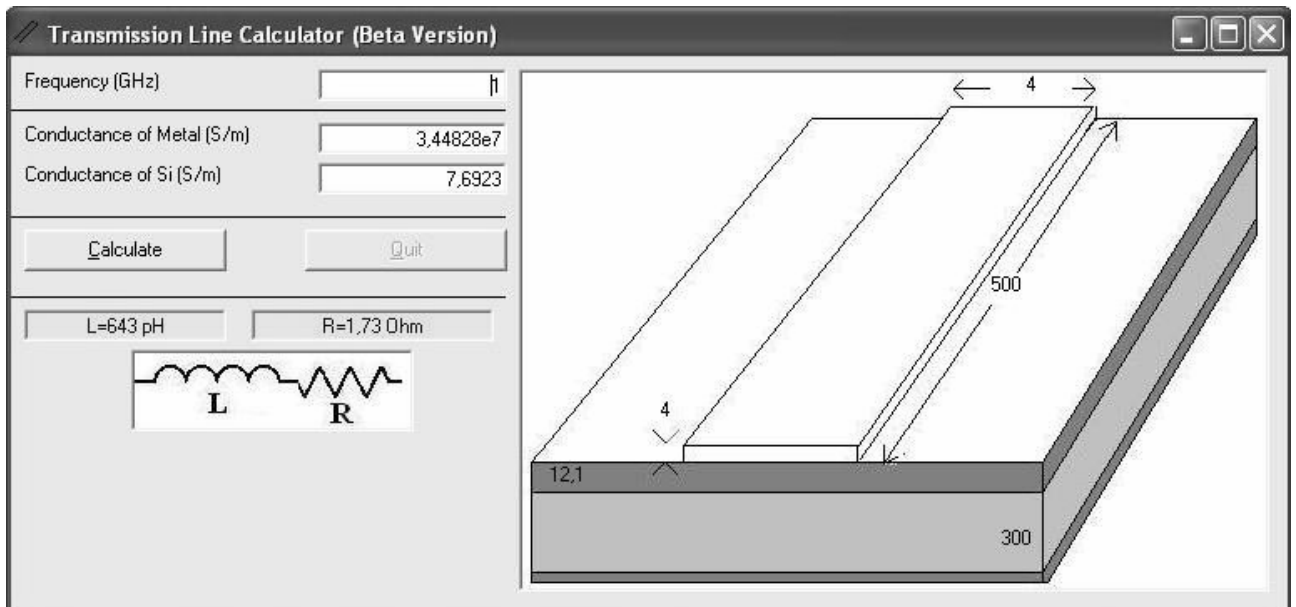 Transmission Line Calculator (Beta Version)
Frequency (GHz) 1
Conductance of Metal (S/m) 3,44828e7
Conductance of Si (S/m) 7,6923
Calculate Quit
L=643 pH R=1,73 Ohm
L R
4
500
4
12,1
300